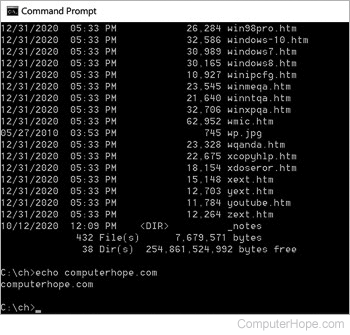 Command Prompt
12/31/2020  05:33 PM            26,284 win98pro.htm
12/31/2020  05:33 PM            32,586 windows-10.htm
12/31/2020  05:33 PM            30,989 windows7.htm
12/31/2020  05:33 PM            30,165 windows8.htm
12/31/2020  05:33 PM            10,927 winipcfg.htm
12/31/2020  05:33 PM            23,545 winmeqa.htm
12/31/2020  05:33 PM            21,640 winntqa.htm
12/31/2020  05:33 PM            32,706 winxpqa.htm
12/31/2020  05:33 PM            62,952 wmic.htm
05/27/2010  03:53 PM               745 wp.jpg
12/31/2020  05:33 PM            23,328 wqanda.htm
12/31/2020  05:33 PM            22,675 xcopyhlp.htm
12/31/2020  05:33 PM            18,154 xdoseror.htm
12/31/2020  05:33 PM            15,148 xext.htm
12/31/2020  05:33 PM            12,703 yext.htm
12/31/2020  05:33 PM            11,784 youtube.htm
12/31/2020  05:33 PM            12,264 zext.htm
10/12/2020  12:09 PM    <DIR>          _notes
432 File(s)      7,679,571 bytes
38 Dir(s)  254,861,524,992 bytes free
C:\ch>echo computerhope.com
computerhope.com
C:\ch>_
ComputerHope.com